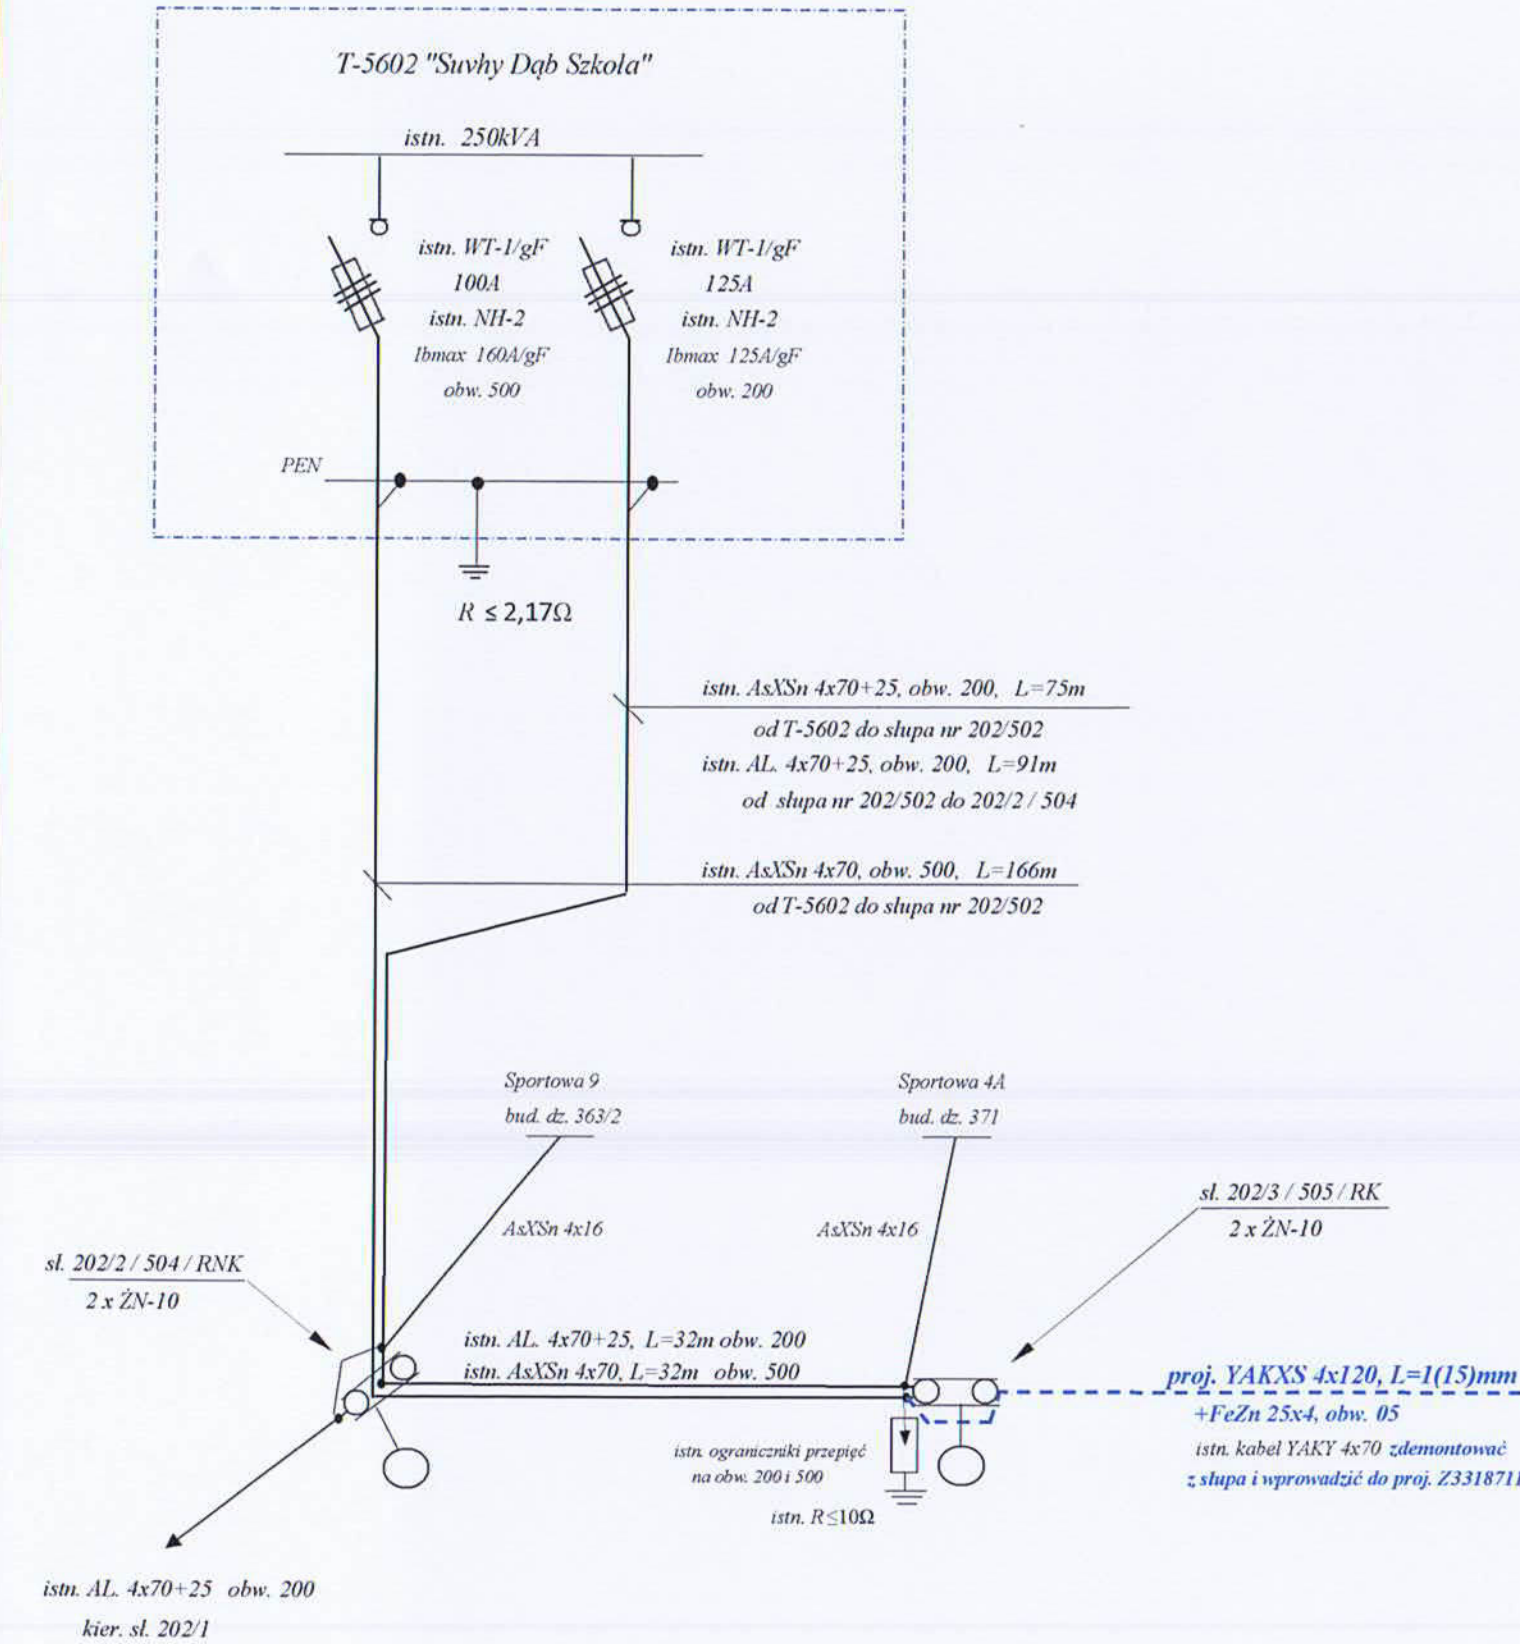 T-5602 "Suvhy Dąb Szkoła"
istn. 250kVA
istn. WT-1/gF
100A
istn. NH-2
Ibmax 160A/gF
obw. 500
istn. WT-1/gF
125A
istn. NH-2
Ibmax 125A/gF
obw. 200
PEN
R ≤ 2,17Ω
istn. AsXSn 4x70+25, obw. 200, L=75m
od T-5602 do słupa nr 202/502
istn. AL. 4x70+25, obw. 200, L=91m
od słupa nr 202/502 do 202/2 / 504
istn. AsXSn 4x70, obw. 500, L=166m
od T-5602 do słupa nr 202/502
Sportowa 9
bud. dz. 363/2
Sportowa 4A
bud. dz. 371
AsXSn 4x16
AsXSn 4x16
sł. 202/3 / 505 / RK
2 x ŻN-10
sł. 202/2 / 504 / RNK
2 x ŻN-10
istn. AL. 4x70+25, L=32m obw. 200
istn. AsXSn 4x70, L=32m obw. 500
proj. YAKXS 4x120, L=1(15)mm
+FeZn 25x4, obw. 05
istn. kabel YAKY 4x70 zdemontować
z słupa i wprowadzić do proj. Z3318711
istn. ograniczniki przepięć
na obw. 200 i 500
istn. R≤10Ω
istn. AL. 4x70+25 obw. 200
kier. sł. 202/1